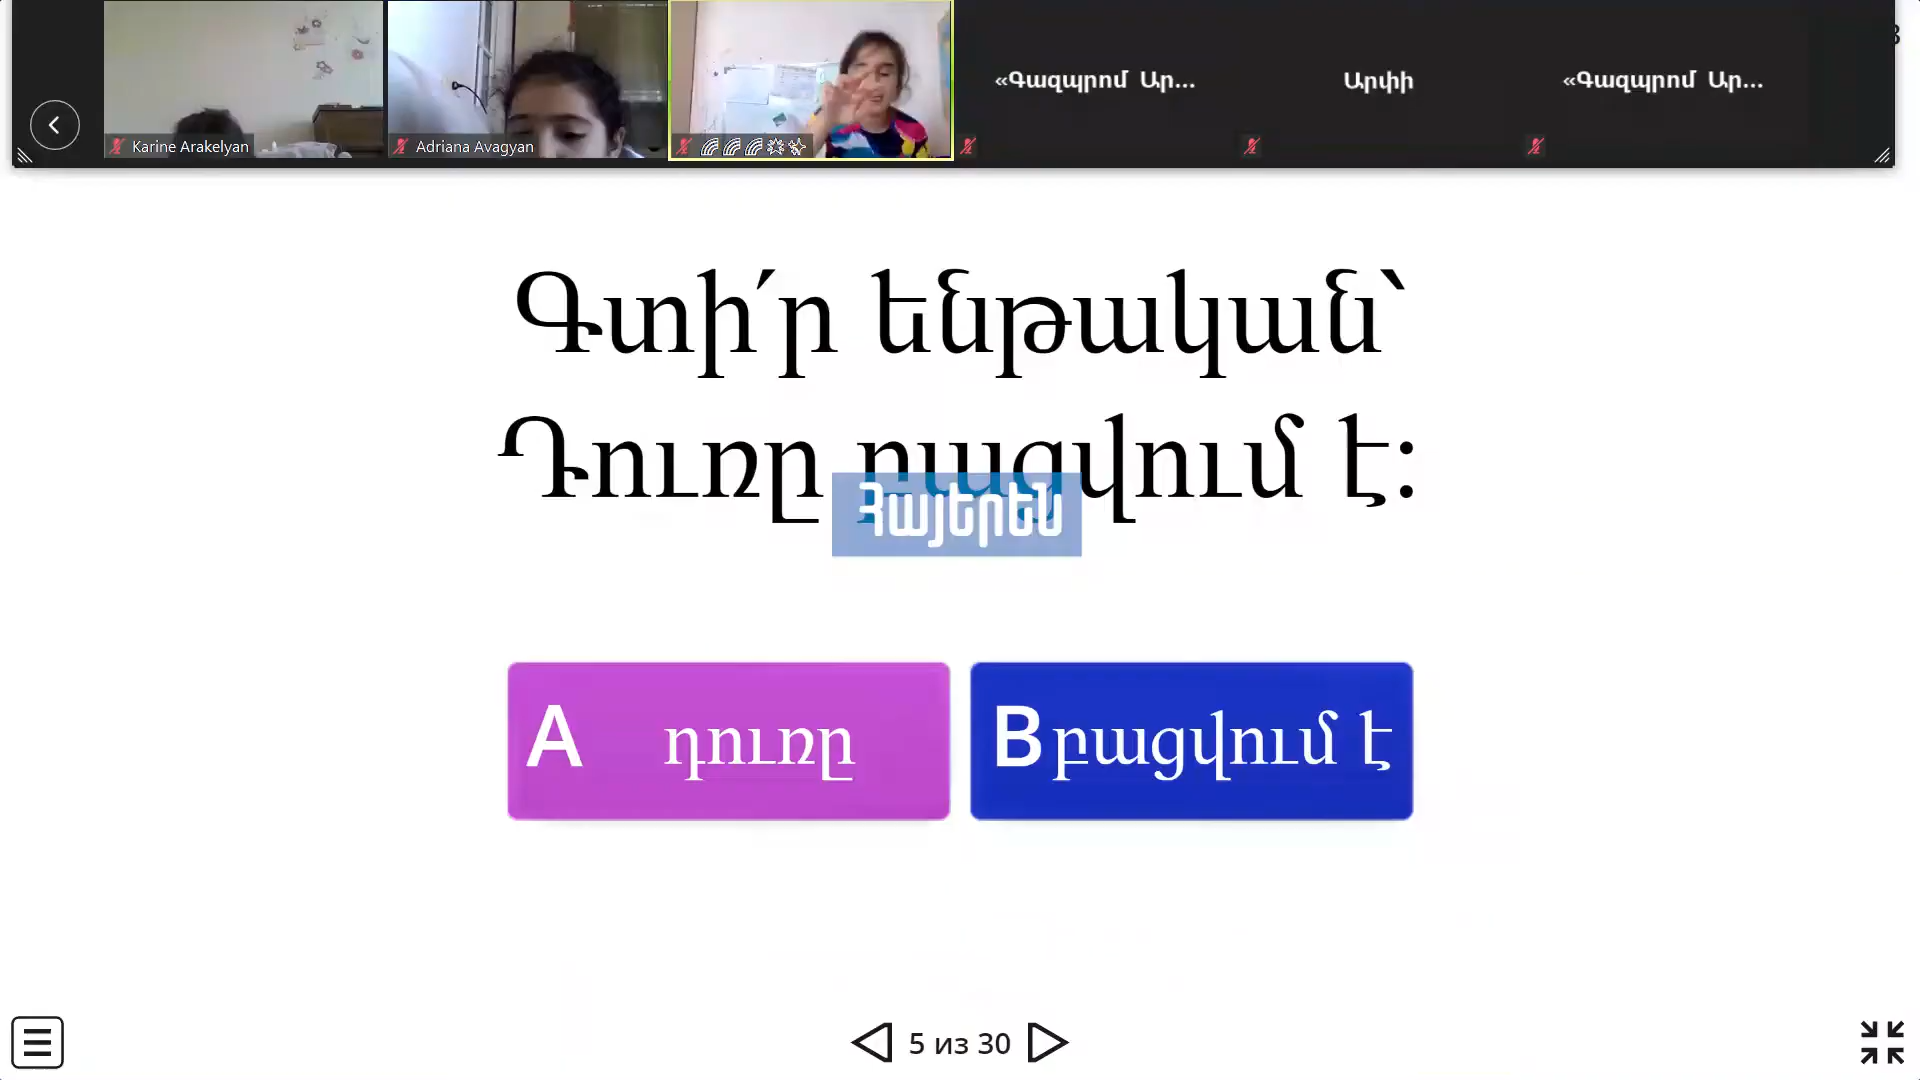 Karine Arakelyan
Adriana Avagyan
«Գազպրոմ Ար...
Արփի
«Գազպրոմ Ար...
Գտի՛ր ենթական՝
Դուռը բացվում է:
Հայերեն
A դուռը
B բացվում է
5 из 30